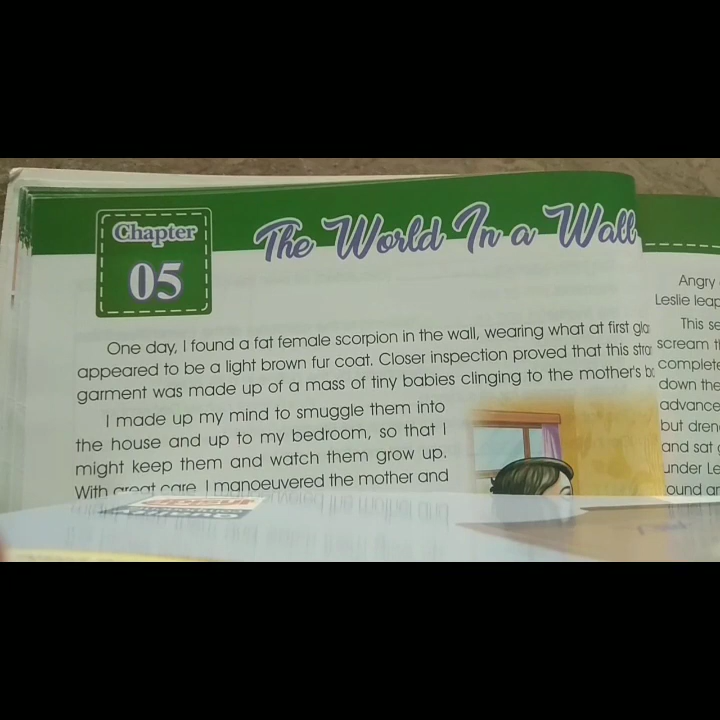 Chapter
05
The World In a Wall
One day, I found a fat female scorpion in the wall, wearing what at first
appeared to be a light brown fur coat. Closer inspection proved that this
garment was made up of a mass of tiny babies clinging to the mother's
I made up my mind to smuggle them into
the house and up to my bedroom, so that I
might keep them and watch them grow up.
With great care, I manoeuvered the mother and
Angry
Leslie
This
scream
down the
but
and sat
under